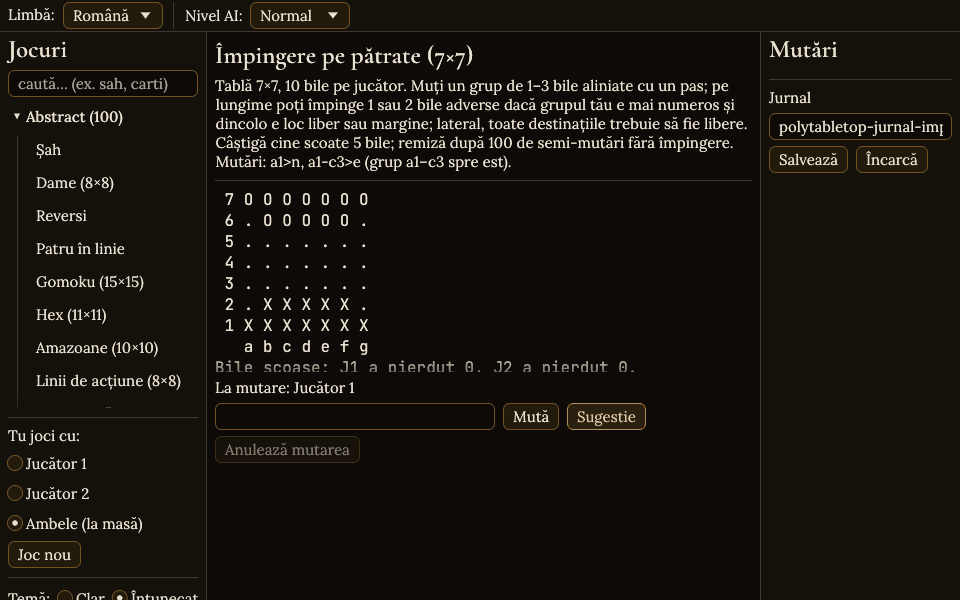 Limbă: Română ▼ Nivel AI: Normal ▼
Jocuri
caută... (ex. sah, carti)
▼ Abstract (100)
Șah
Dame (8×8)
Reversi
Patru în linie
Gomoku (15×15)
Hex (11×11)
Amazoane (10×10)
Linii de acțiune (8×8)
Tu joci cu:
Jucător 1
Jucător 2
Ambele (la masă)
Joc nou
Temă: Clar Întunecat
Împingere pe pătrate (7×7)
Tablă 7×7, 10 bile pe jucător. Muți un grup de 1–3 bile aliniate cu un pas; pe
lungime poți împinge 1 sau 2 bile adverse dacă grupul tău e mai numeros și
dincolo e loc liber sau margine; lateral, toate destinațiile trebuie să fie libere.
Câștigă cine scoate 5 bile; remiză după 100 de semi-mutări fără împingere.
Mutări: a1>n, a1-c3>e (grup a1–c3 spre est).
7 O O O O O O O
6 . O O O O O .
5 . . . . . . .
4 . . . . . . .
3 . . . . . . .
2 . X X X X X .
1 X X X X X X X
a b c d e f g
Bile scoase: J1 a pierdut 0, J2 a pierdut 0.
La mutare: Jucător 1
Mută Sugestie
Anulează mutarea
Mutări
Jurnal
polytabletop-jurnal-imp
Salvează Încarcă